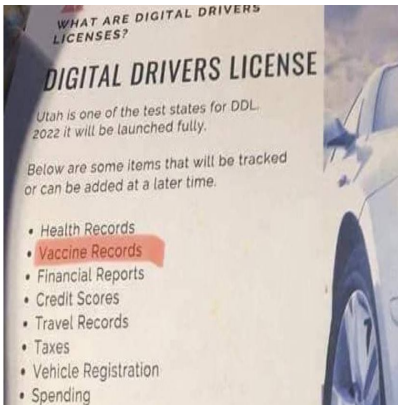 WHAT ARE DIGITAL DRIVERS
LICENSES?
DIGITAL DRIVERS LICENSE
Utah is one of the test states for DDL.
2022 it will be launched fully.
Below are some items that will be tracked
or can be added at a later time.
• Health Records
• Vaccine Records
• Financial Reports
• Credit Scores
• Travel Records
• Taxes
• Vehicle Registration
• Spending